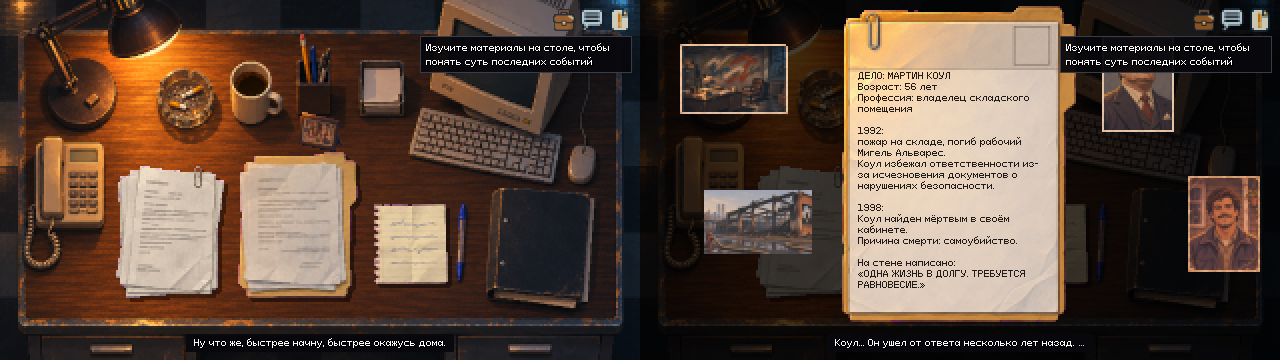 Изучите материалы на столе, чтобы
понять суть последних событий
Ну что же, быстрее начну, быстрее окажусь дома.
Изучите материалы на столе, чтобы
понять суть последних событий
ДЕЛО: МАРТИН КОУЛ
Возраст: 56 лет
Профессия: владелец складского
помещения
1992:
пожар на складе, погиб рабочий
Мигель Альварес.
Коул избежал ответственности из-
за исчезновения документов о
нарушениях безопасности.
1998:
Коул найден мёртвым в своём
кабинете.
Причина смерти: самоубийство.
На стене написано:
«ОДНА ЖИЗНЬ В ДОЛГУ. ТРЕБУЕТСЯ
РАВНОВЕСИЕ.»
Коул... Он ушел от ответа несколько лет назад. ...